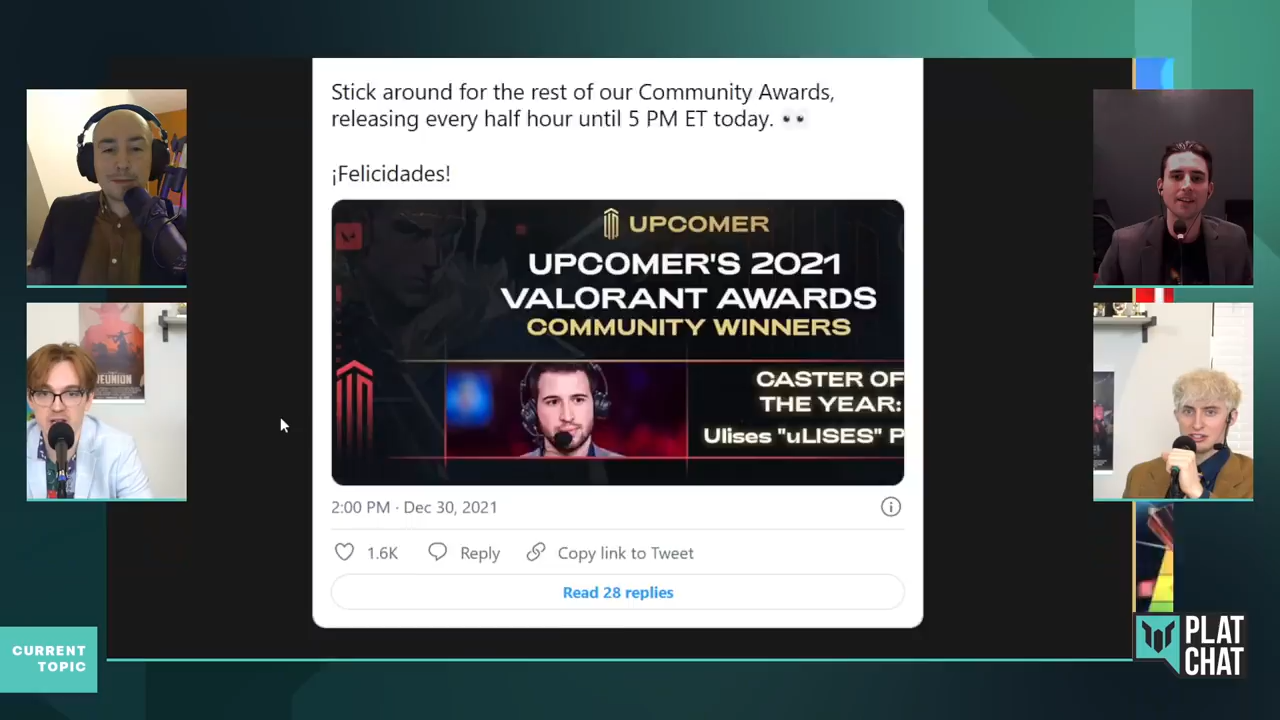 Stick around for the rest of our Community Awards,
releasing every half hour until 5 PM ET today. 👀
¡Felicidades!
UPCOMER
UPCOMER'S 2021
VALORANT AWARDS
COMMUNITY WINNERS
CASTER OF
THE YEAR:
Ulises "uLISES" P
2:00 PM · Dec 30, 2021
1.6K
Reply
Copy link to Tweet
Read 28 replies
CURRENT
TOPIC
PLAT
CHAT